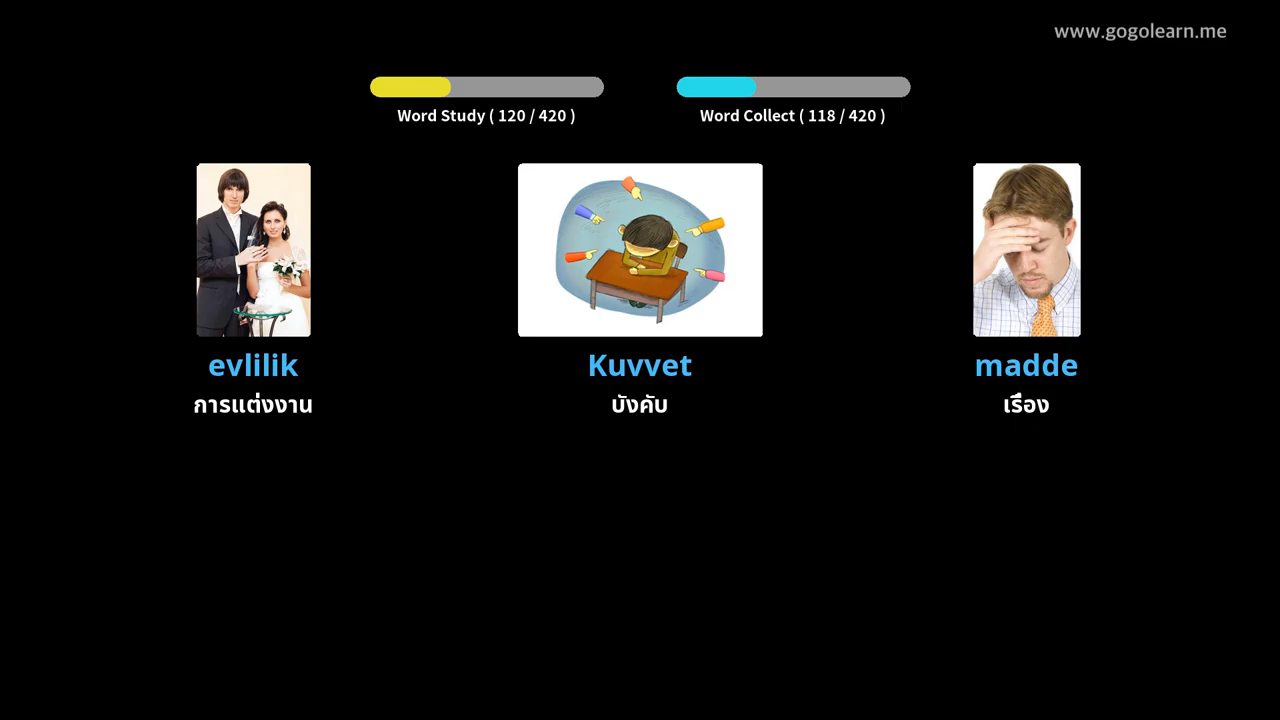 www.gogolearn.me
Word Study ( 120 / 420 )
Word Collect ( 118 / 420 )
evlilik
การแต่งงาน
Kuvvet
บังคับ
madde
เรื่อง